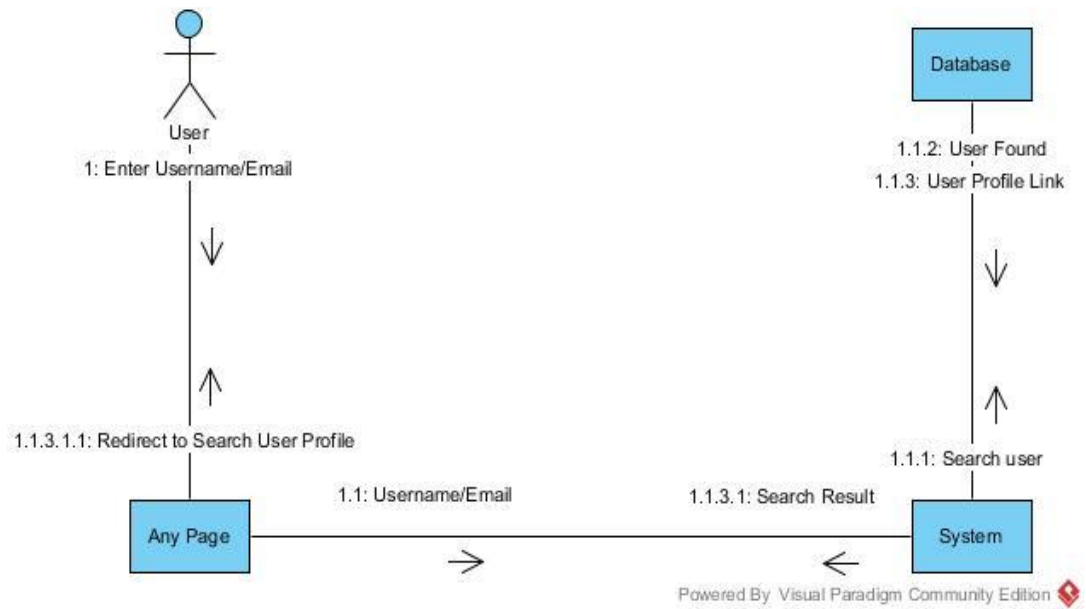 User
Database
1: Enter Username/Email
1.1.2: User Found
1.1.3: User Profile Link
1.1.3.1.1: Redirect to Search User Profile
1.1.1: Search user
1.1: Username/Email
1.1.3.1: Search Result
Any Page
System
Powered By Visual Paradigm Community Edition